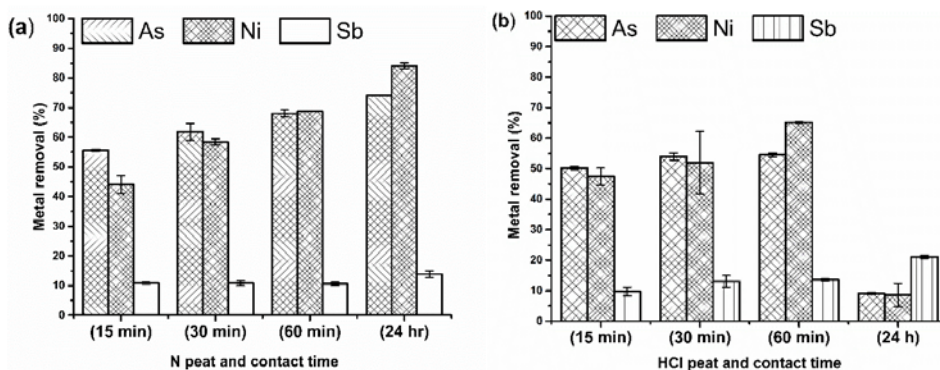 (a)
As Ni Sb
Metal removal (%)
100
90
80
70
60
50
40
30
20
10
0
(15 min) (30 min) (60 min) (24 hr)
N peat and contact time
(b)
As Ni Sb
Metal removal (%)
100
90
80
70
60
50
40
30
20
10
0
(15 min) (30 min) (60 min) (24 h)
HCl peat and contact time